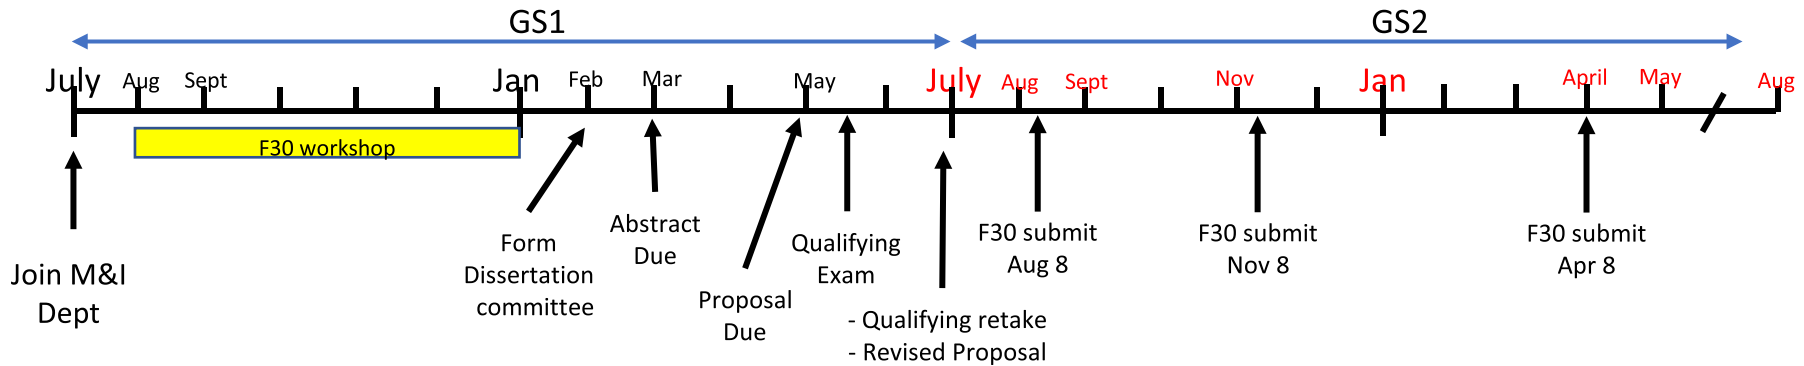 GS1 GS2
July Aug Sept Jan Feb Mar May July Aug Sept Nov Jan April May Aug
F30 workshop
Join M&I
Dept
Form
Dissertation
committee
Abstract
Due
Proposal
Due
Qualifying
Exam
- Qualifying retake
- Revised Proposal
F30 submit
Aug 8
F30 submit
Nov 8
F30 submit
Apr 8